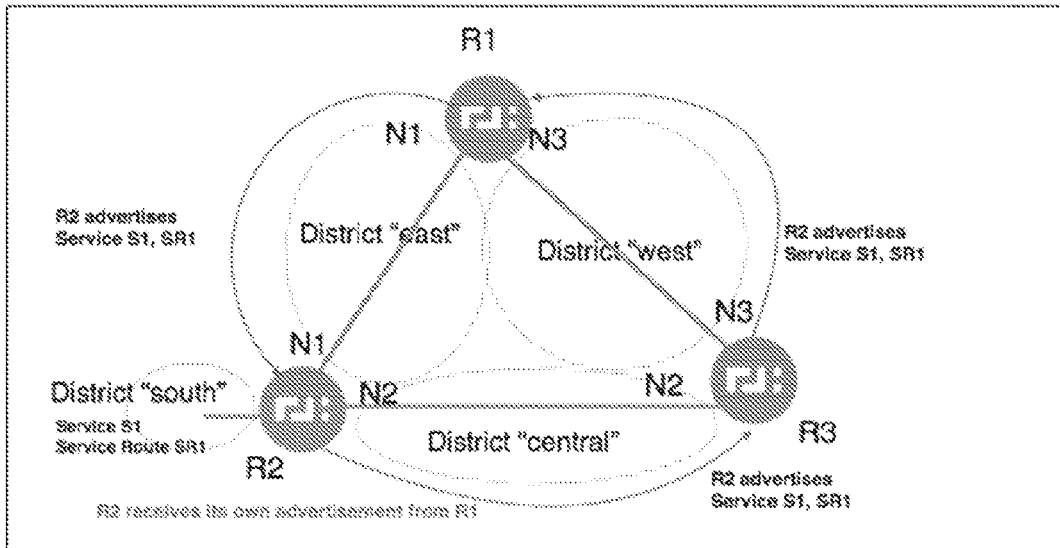 R1
N1
N3
R2 advertises
Service S1, SR1
District "east"
District "west"
R2 advertises
Service S1, SR1
N1
N3
District "south"
N2
N2
Service S1
Service Route SR1
District "central"
R3
R2
R2 advertises
Service S1, SR1
R2 receives its own advertisement from R1